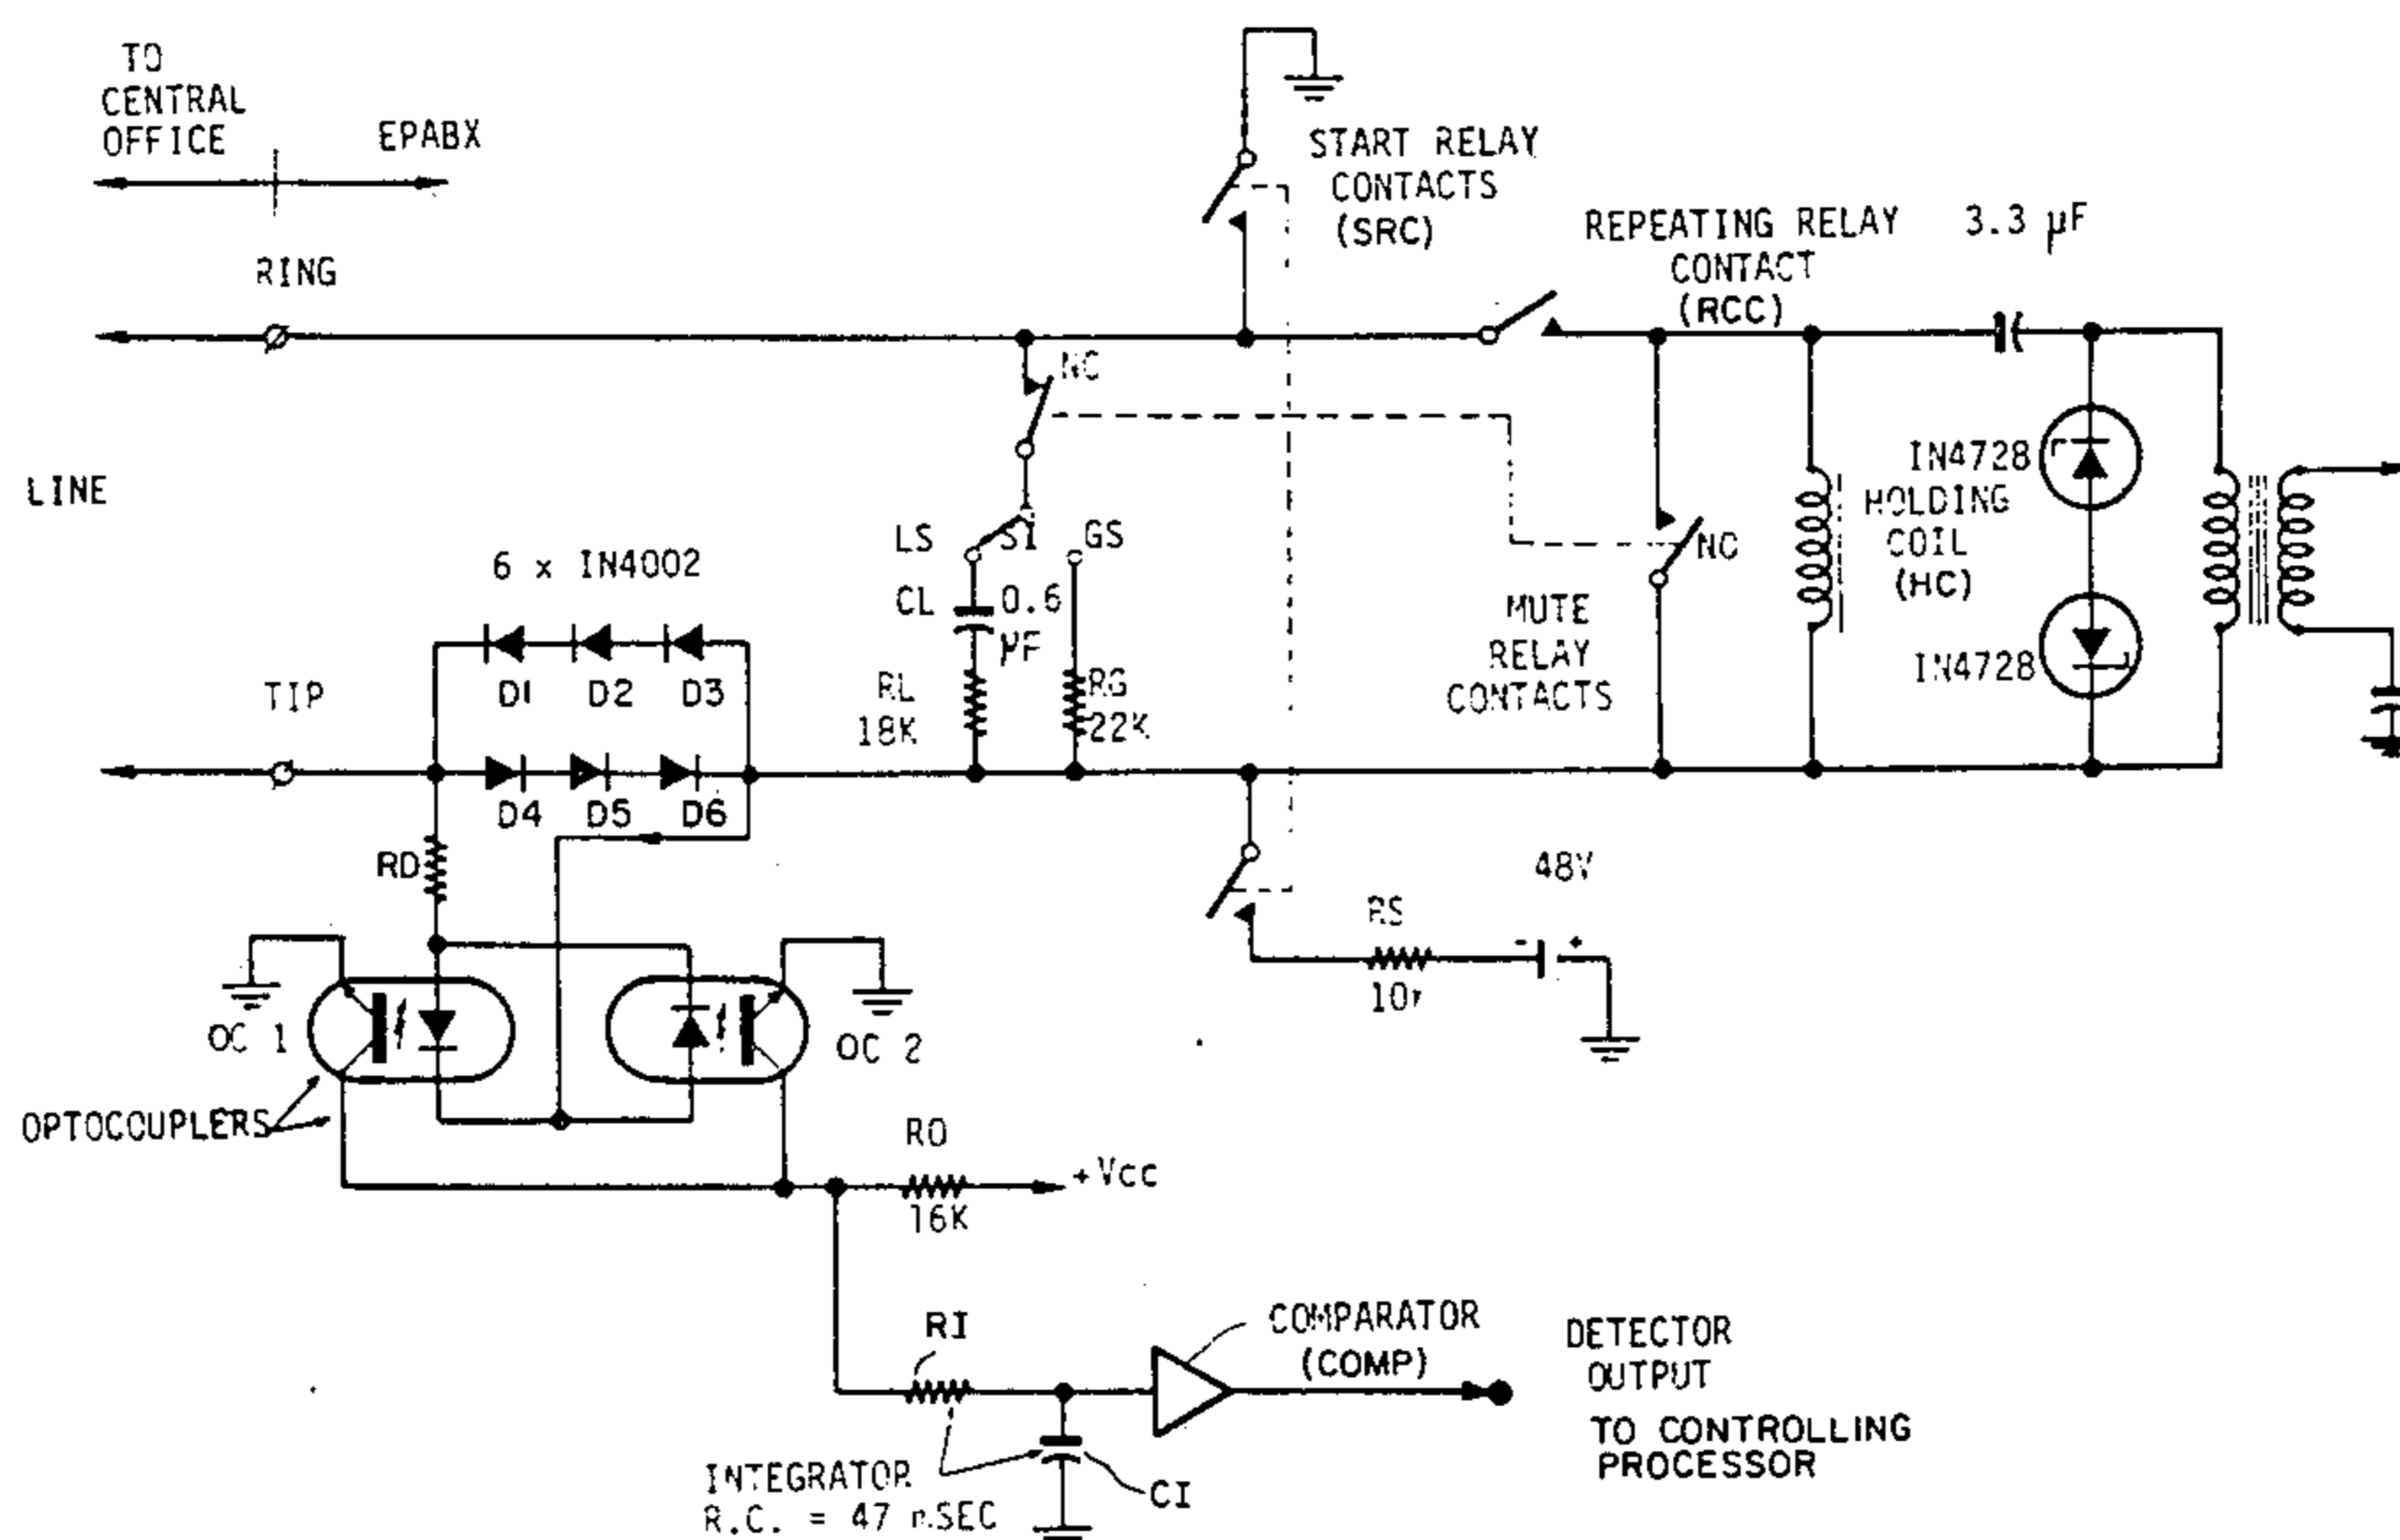 TO
CENTRAL
OFFICE
EPABX
START RELAY
CONTACTS
(SRC)
REPEATING RELAY
CONTACT
(RCC)
3.3 µF
RING
NC
LINE
LS
S1
GS
CL
0.6
µF
6 x IN4002
IN4728
HOLDING
COIL
(HC)
NO
MUTE
RELAY
CONTACTS
IN4728
D1
D2
D3
TIP
RL
18K
RG
22K
D4
D5
D6
RD
48V
RS
- +
OC 1
OC 2
OPTOCOUPLERS
RO
16K
+Vcc
RI
COMPARATOR
(COMP)
DETECTOR
OUTPUT
TO CONTROLLING
PROCESSOR
INTEGRATOR
R.C. = 47
CI